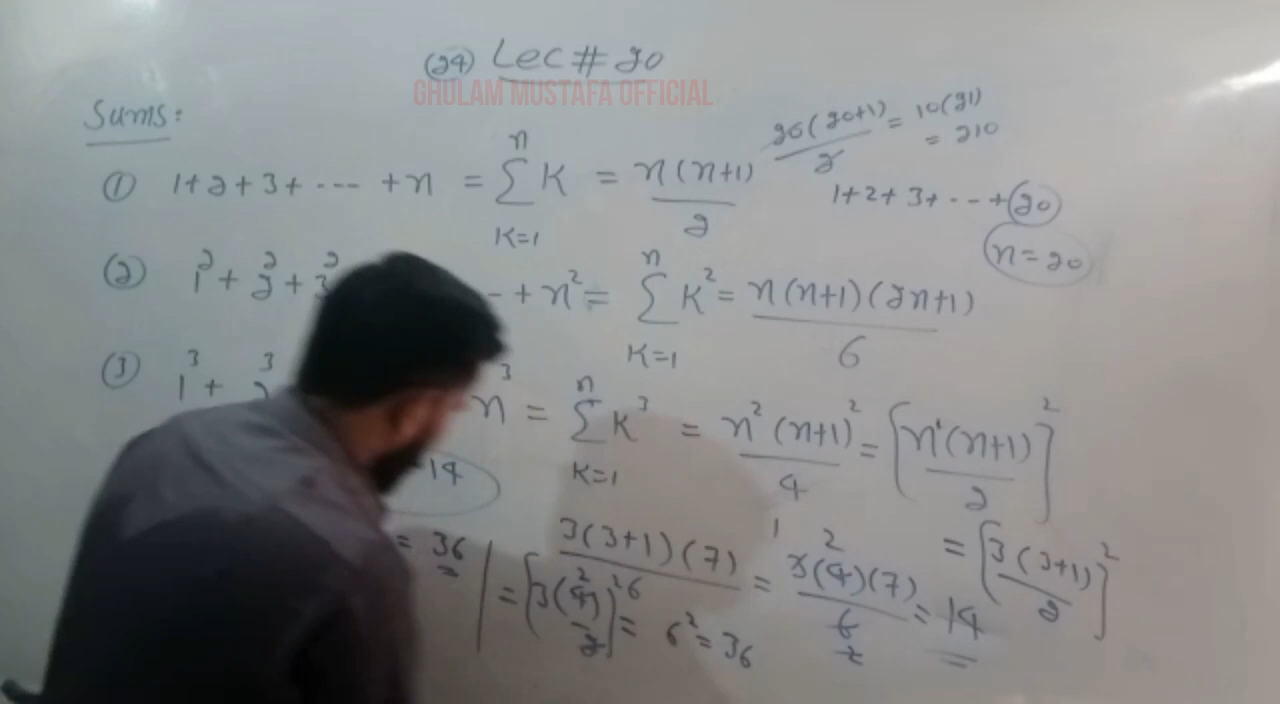 (24) Lec # 20
GHULAM MUSTAFA OFFICIAL
Sums:
① 1+2+3+ --- +n = ∑_{K=1}^{n} K = n(n+1)/2
20(20+1)/2 = 10(21)
= 210
1+2+3+ --- + 20
n=20
② 1²+2²+3² - + n² = ∑_{K=1}^{n} K² = n(n+1)(2n+1)/6
③ 1³+2³ n³ = ∑_{K=1}^{n} K³ = n²(n+1)²/4 = [n(n+1)/2]²
14
= 36
3(3+1)(7)/6 = 3(4)(7)/6 = 14
= [3(3+1)/2]²
= [3(4)/2]² = 6² = 36